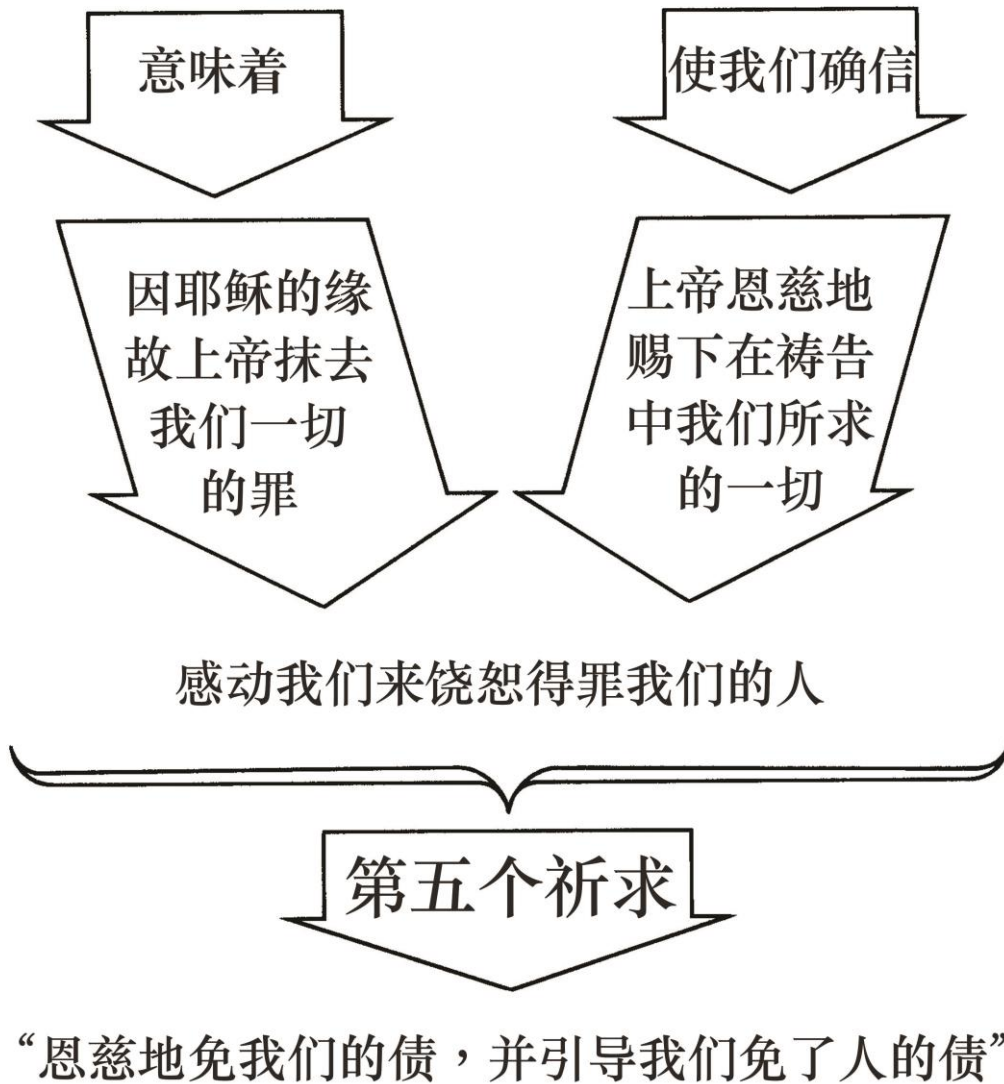 意味着
使我们确信
因耶稣的缘
故上帝抹去
我们一切
的罪
上帝恩慈地
赐下在祷告
中我们所求
的一切
感动我们来饶恕得罪我们的人
第五个祈求
“恩慈地免我们的债，并引导我们免了人的债”